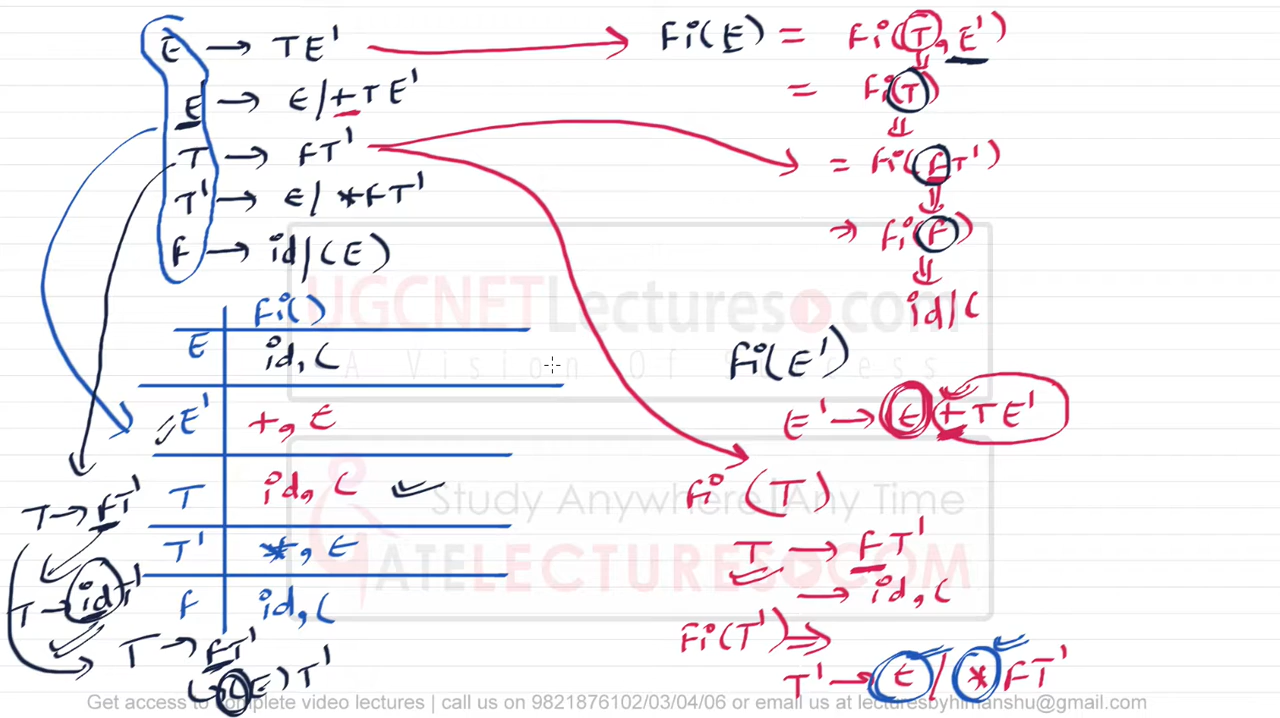 E → TE'
E' → ϵ/+TE'
T → FT'
T' → ϵ/ *FT'
F → id/(E)
Fi(E) = Fi(T, E')
= Fi(T)
= Fi(FT')
⇒ Fi(F)
id/(
Fi()
E id, (
E' +, ϵ
T id, (
T' *, ϵ
F id, (
T → FT'
T → idT'
T → FT'
(E)T'
Fi(E')
E' → ϵ +TE'
Fi(T)
T → FT'
→ id, (
Fi(T') ⇒
T' → ϵ / *FT'
UGCNETLectures.com
A Vision Of Success
Study Anywhere, Any Time
GATELECTURES.COM
Get access to complete video lectures | call us on 9821876102/03/04/06 or email us at lecturesbyhimanshu@gmail.com